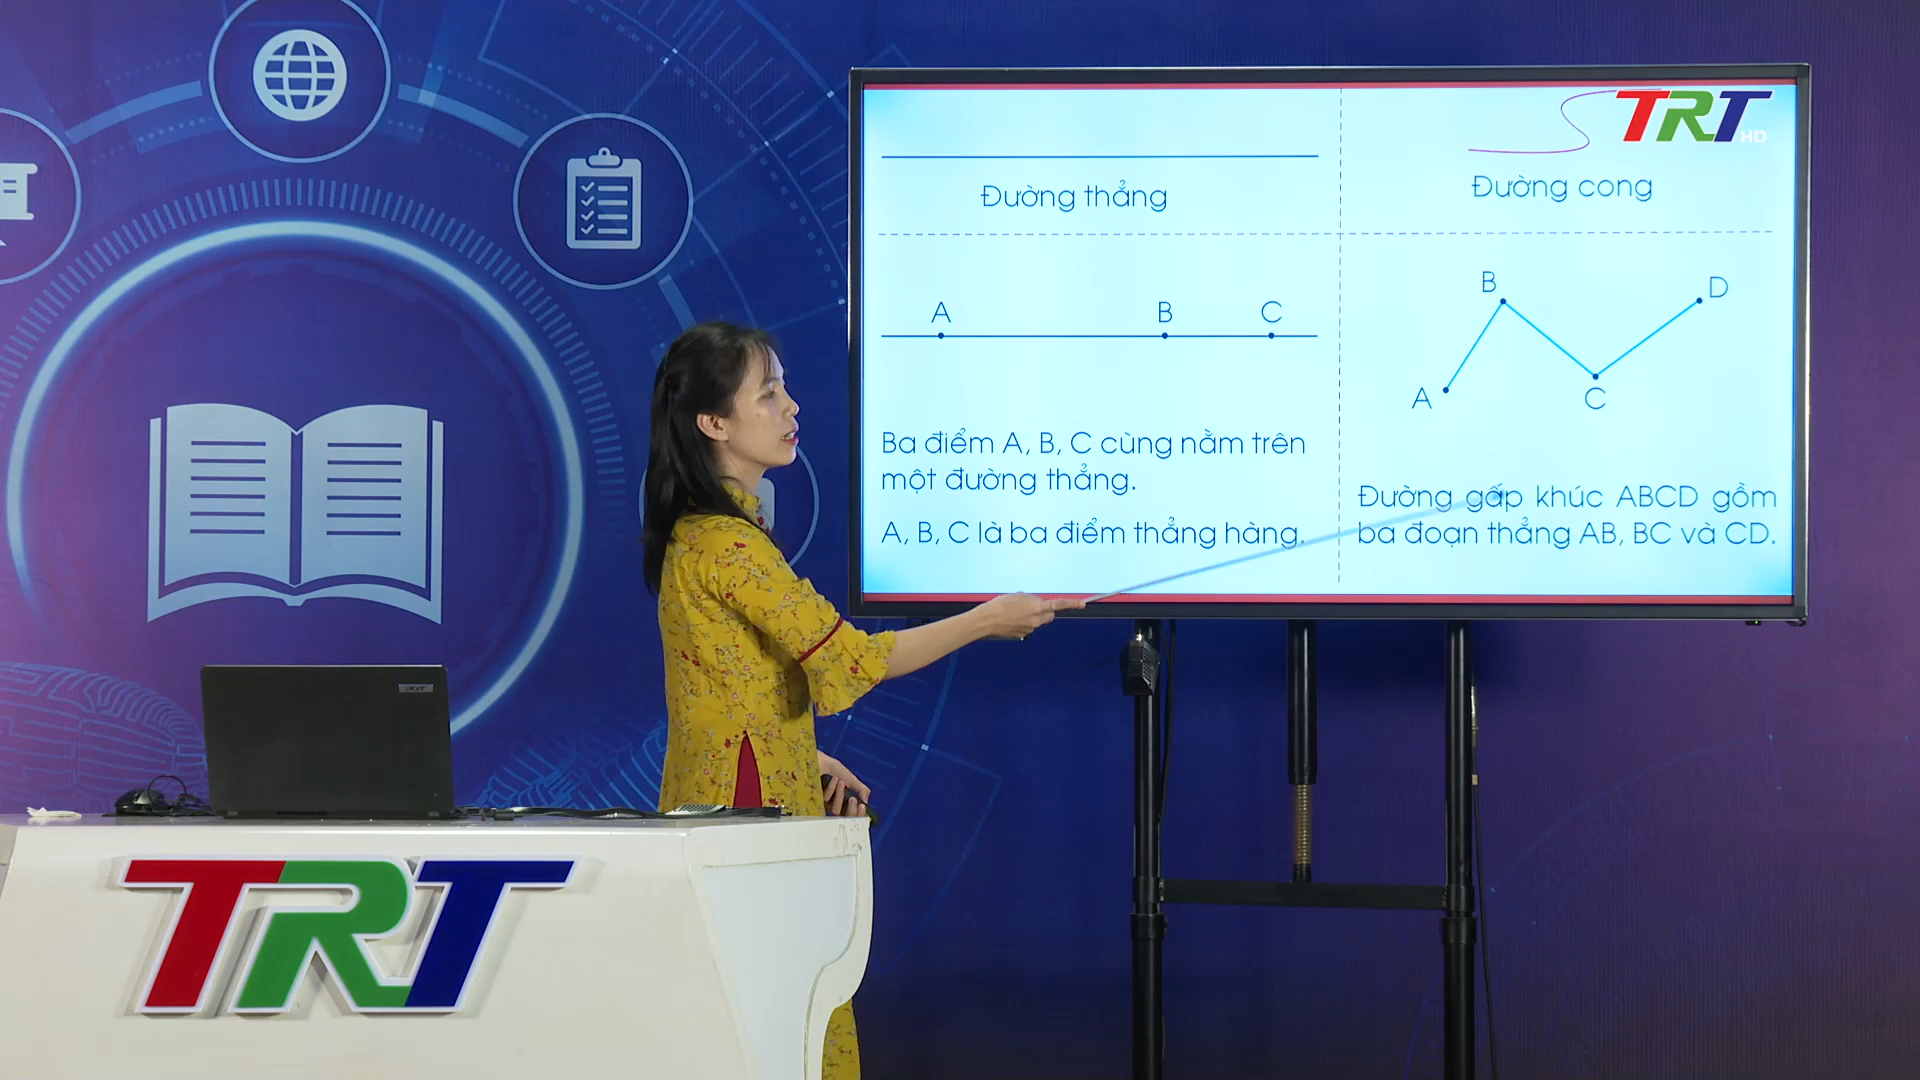 TRT
HD
Đường thẳng
Đường cong
A B C
Ba điểm A, B, C cùng nằm trên
một đường thẳng.
A, B, C là ba điểm thẳng hàng.
B
D
A
C
Đường gấp khúc ABCD gồm
ba đoạn thẳng AB, BC và CD.
acer
TRT